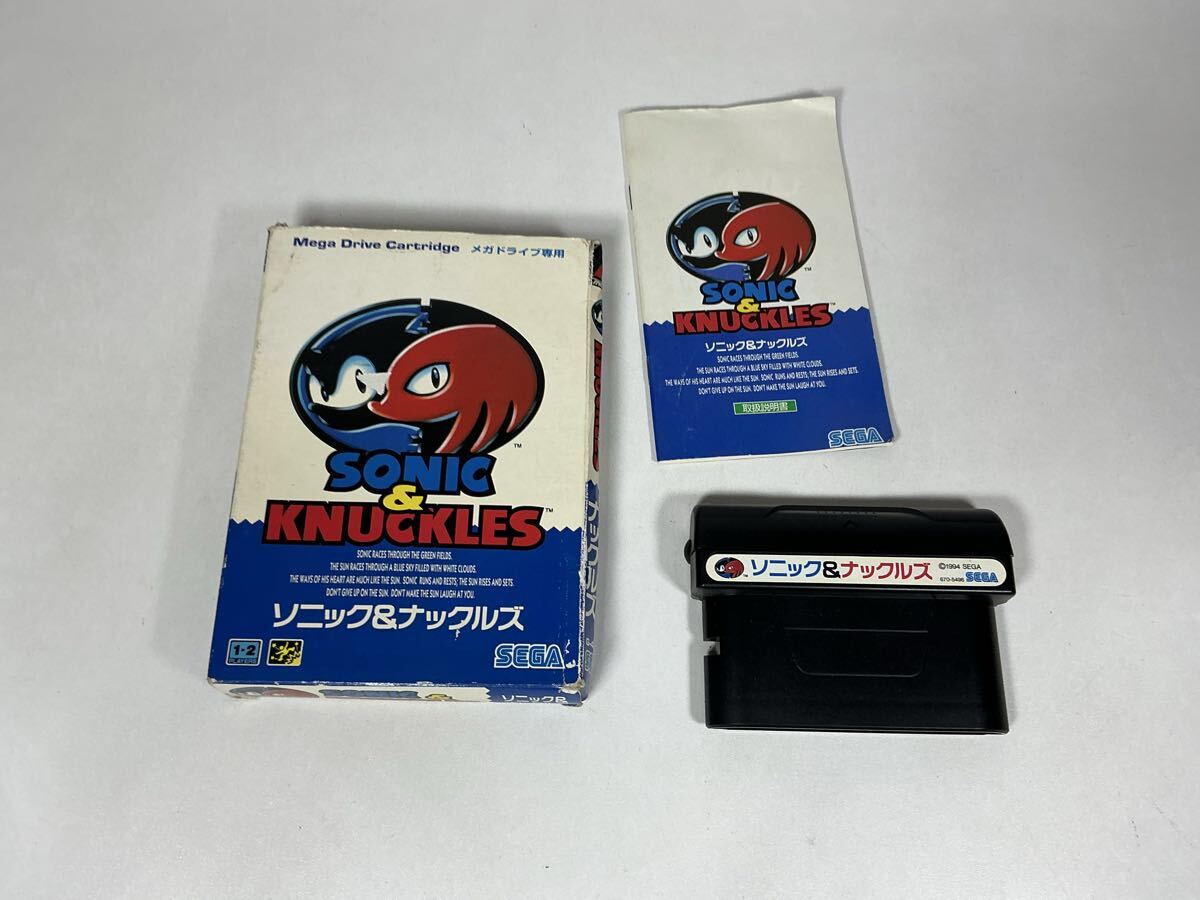 Mega Drive Cartridge メガドライブ専用
SONIC
&
KNUCKLES™
SONIC RACES THROUGH THE GREEN FIELDS.
THE SUN RACES THROUGH A BLUE SKY FILLED WITH WHITE CLOUDS.
THE WAYS OF HIS HEART ARE MUCH LIKE THE SUN. SONIC RUNS AND RESTS; THE SUN RISES AND SETS.
DON'T GIVE UP ON THE SUN. DON'T MAKE THE SUN LAUGH AT YOU.
ソニック&ナックルズ
1-2
PLAYERS
SEGA
SONIC &
ソニック&
KNUCKLES
TM
SONIC
&
KNUCKLES™
TM
ソニック&ナックルズ
SONIC RACES THROUGH THE GREEN FIELDS.
THE SUN RACES THROUGH A BLUE SKY FILLED WITH WHITE CLOUDS.
THE WAYS OF HIS HEART ARE MUCH LIKE THE SUN. SONIC RUNS AND RESTS; THE SUN RISES AND SETS.
DON'T GIVE UP ON THE SUN. DON'T MAKE THE SUN LAUGH AT YOU.
取扱説明書
SEGA
ソニック&ナックルズ
©1994 SEGA
670-5496 SEGA